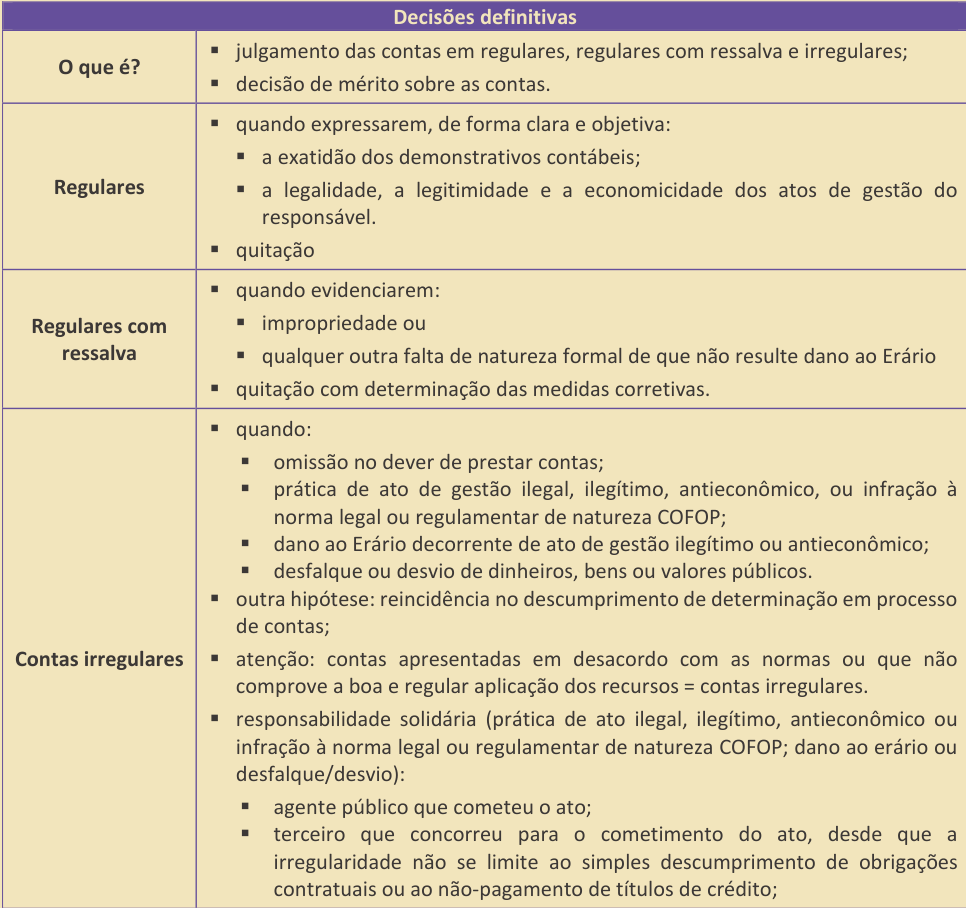 Decisões definitivas
O que é?
▪ julgamento das contas em regulares, regulares com ressalva e irregulares;
▪ decisão de mérito sobre as contas.
Regulares
▪ quando expressarem, de forma clara e objetiva:
▪ a exatidão dos demonstrativos contábeis;
▪ a legalidade, a legitimidade e a economicidade dos atos de gestão do
responsável.
▪ quitação
Regulares com
ressalva
▪ quando evidenciarem:
▪ impropriedade ou
▪ qualquer outra falta de natureza formal de que não resulte dano ao Erário
▪ quitação com determinação das medidas corretivas.
Contas irregulares
▪ quando:
▪ omissão no dever de prestar contas;
▪ prática de ato de gestão ilegal, ilegítimo, antieconômico, ou infração à
norma legal ou regulamentar de natureza COFOP;
▪ dano ao Erário decorrente de ato de gestão ilegítimo ou antieconômico;
▪ desfalque ou desvio de dinheiros, bens ou valores públicos.
▪ outra hipótese: reincidência no descumprimento de determinação em processo
de contas;
▪ atenção: contas apresentadas em desacordo com as normas ou que não
comprove a boa e regular aplicação dos recursos = contas irregulares.
▪ responsabilidade solidária (prática de ato ilegal, ilegítimo, antieconômico ou
infração à norma legal ou regulamentar de natureza COFOP; dano ao erário ou
desfalque/desvio):
▪ agente público que cometeu o ato;
▪ terceiro que concorreu para o cometimento do ato, desde que a
irregularidade não se limite ao simples descumprimento de obrigações
contratuais ou ao não-pagamento de títulos de crédito;